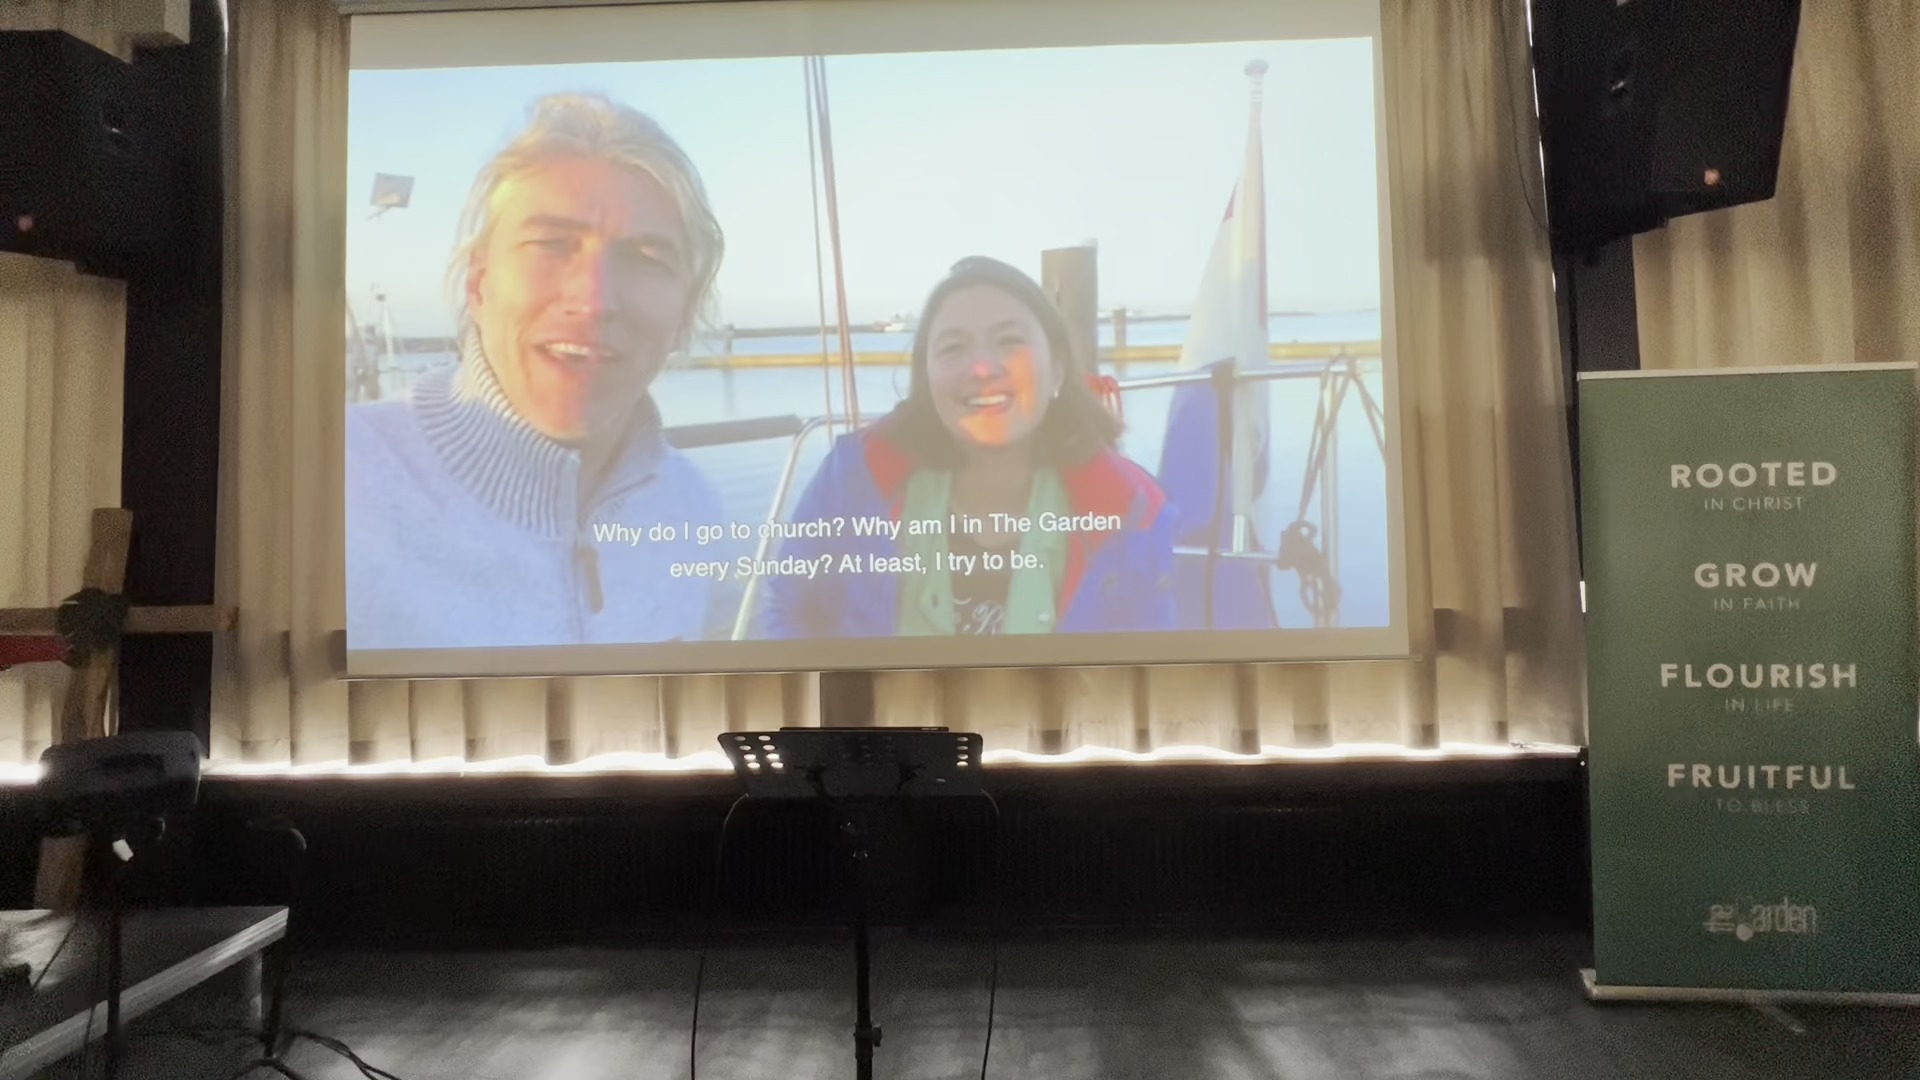 Why do I go to church? Why am I in The Garden
every Sunday? At least, I try to be.
ROOTED
IN CHRIST
GROW
IN FAITH
FLOURISH
IN LIFE
FRUITFUL
TO BLESS